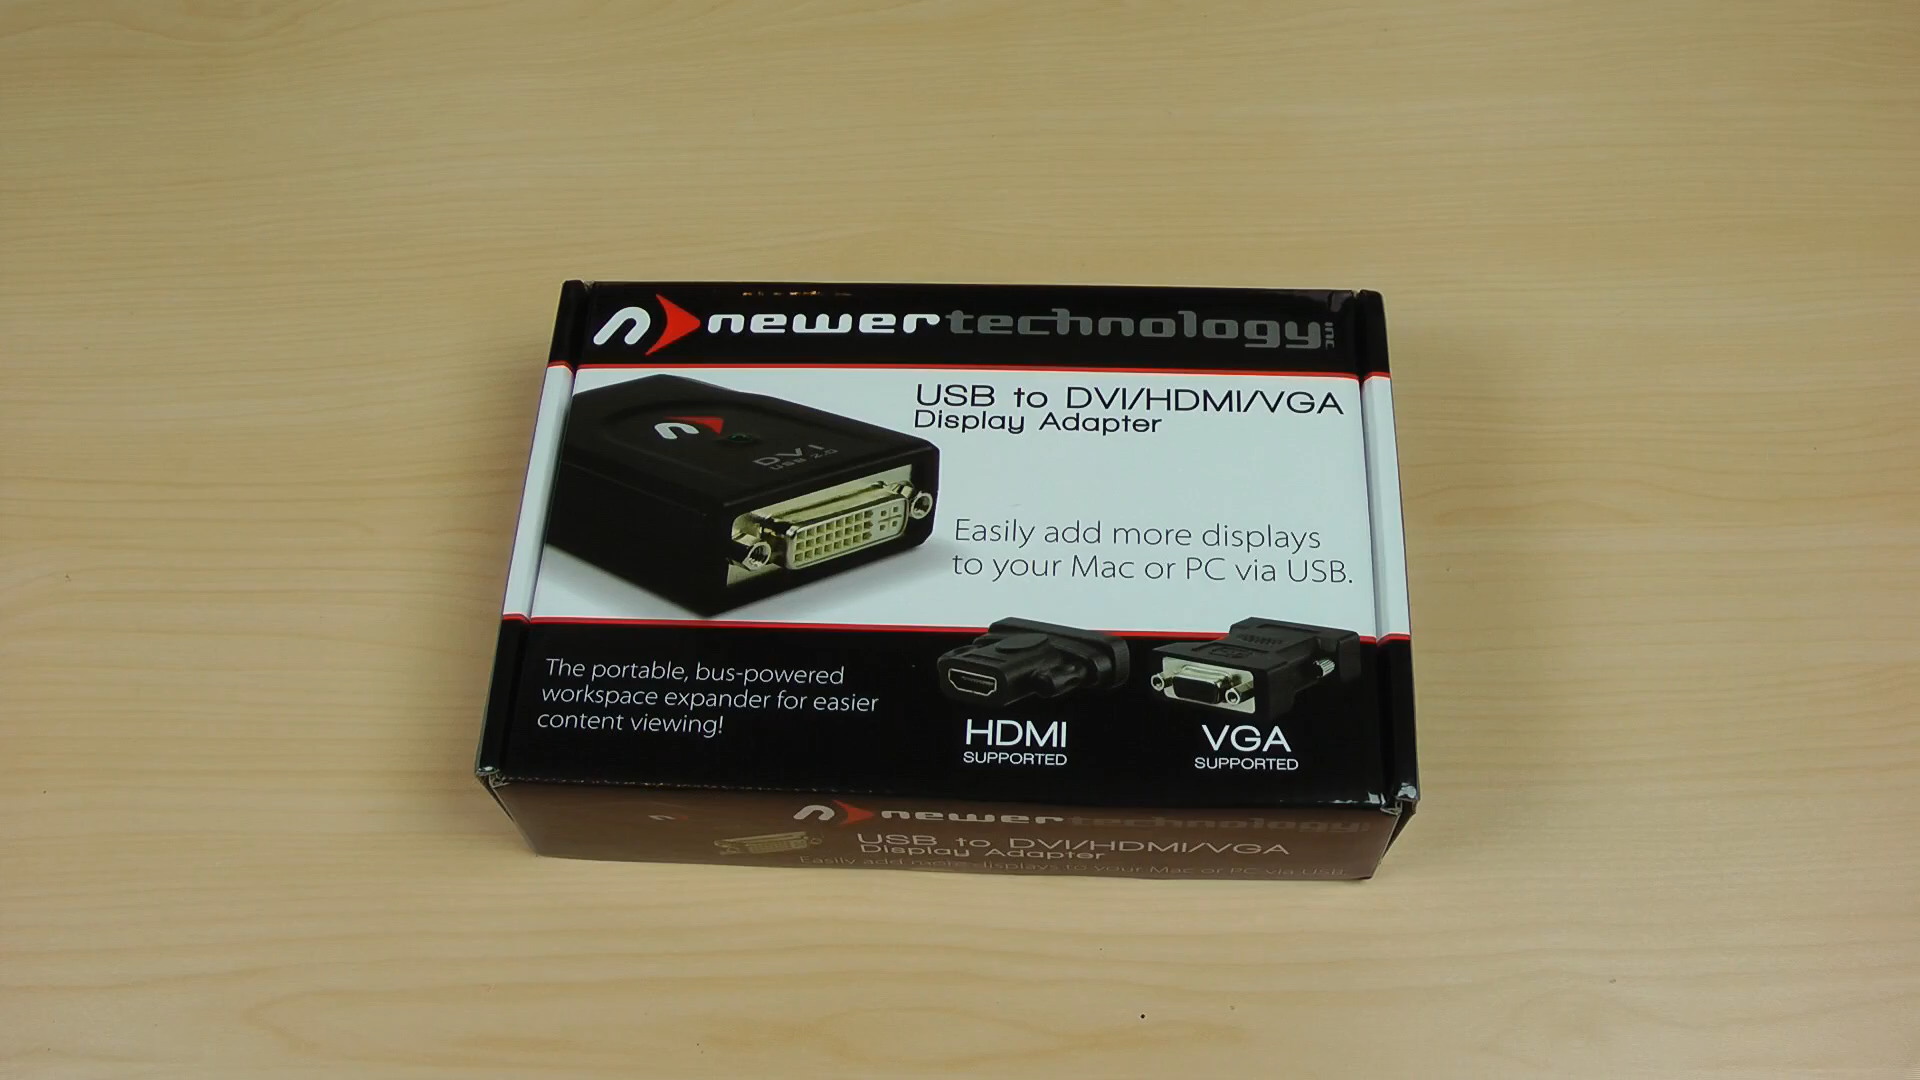 newertechnology inc.
USB to DVI/HDMI/VGA
Display Adapter
DVI
USB 2.0
Easily add more displays
to your Mac or PC via USB.
The portable, bus-powered
workspace expander for easier
content viewing!
HDMI
SUPPORTED
VGA
SUPPORTED
newertechnology
USB to DVI/HDMI/VGA
Display Adapter
Easily add more displays to your Mac or PC via USB.